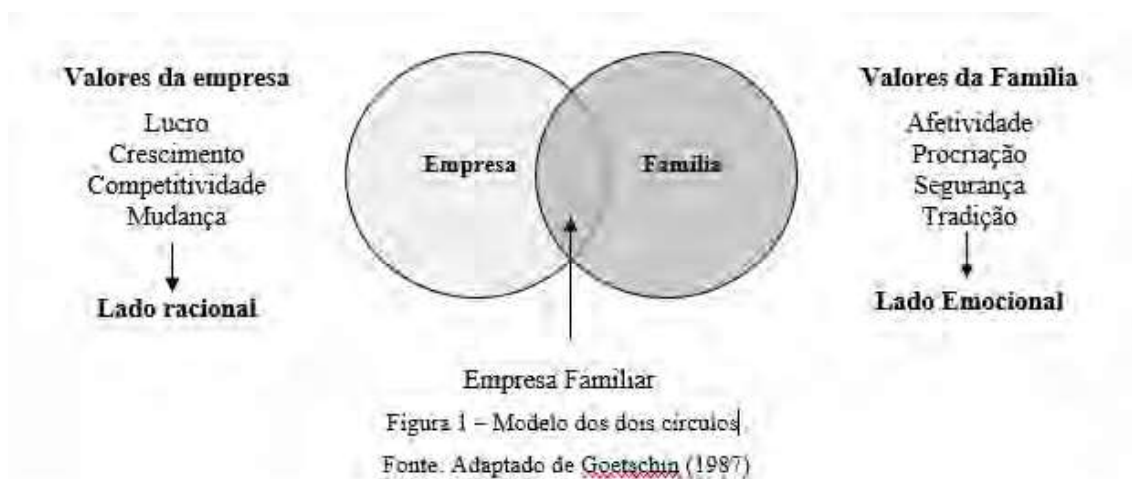 Valores da empresa
Lucro
Crescimento
Competitividade
Mudança
Lado racional
Empresa
Família
Valores da Família
Afetividade
Procriação
Segurança
Tradição
Lado Emocional
Empresa Familiar
Figura 1 – Modelo dos dois círculos.
Fonte. Adaptado de Goetschin (1987)